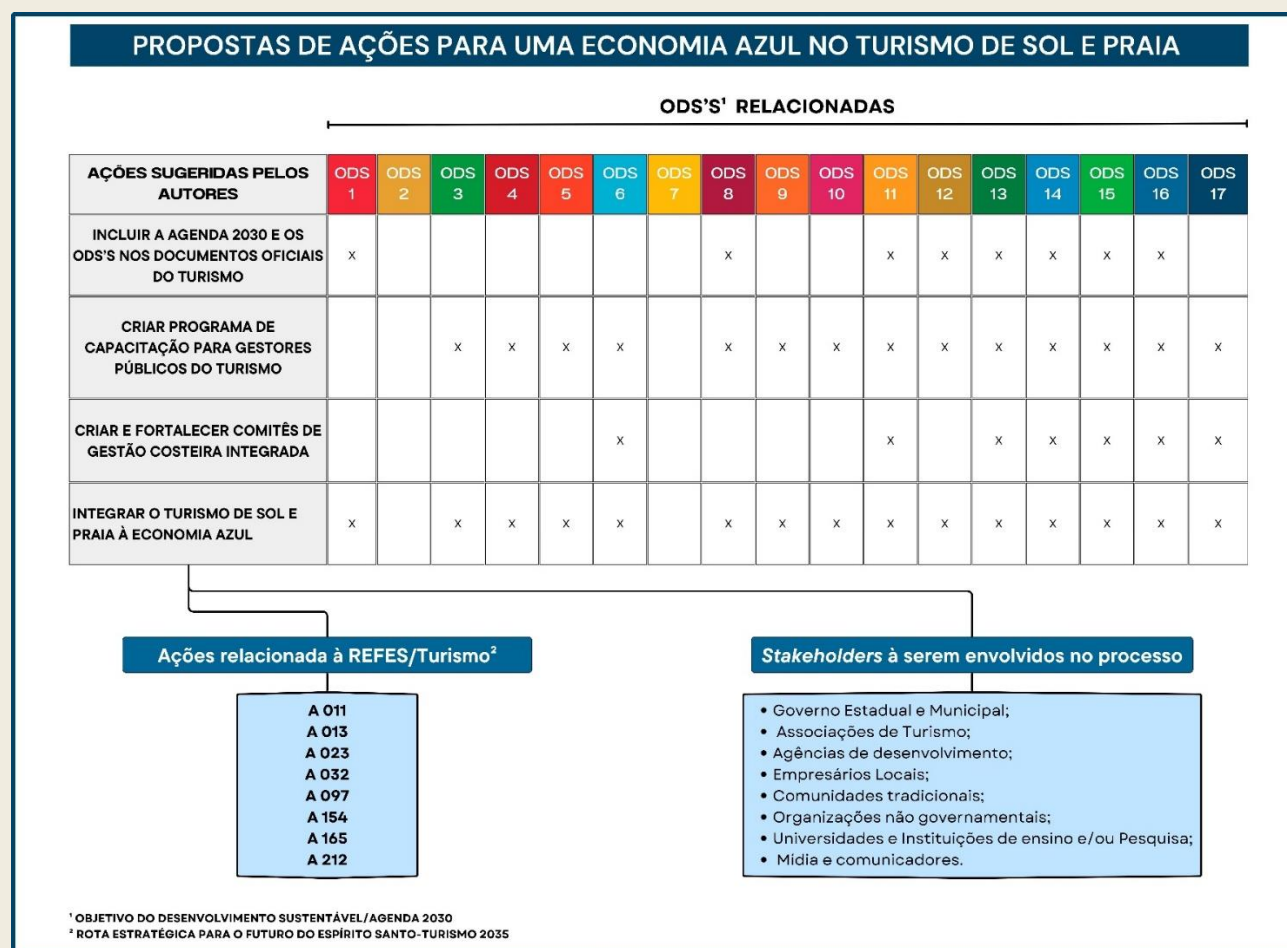 PROPOSTAS DE AÇÕES PARA UMA ECONOMIA AZUL NO TURISMO DE SOL E PRAIA
ODS'S¹ RELACIONADAS
AÇÕES SUGERIDAS PELOS
AUTORES
ODS 1
ODS 2
ODS 3
ODS 4
ODS 5
ODS 6
ODS 7
ODS 8
ODS 9
ODS 10
ODS 11
ODS 12
ODS 13
ODS 14
ODS 15
ODS 16
ODS 17
INCLUIR A AGENDA 2030 E OS
ODS'S NOS DOCUMENTOS OFICIAIS
DO TURISMO
X X X X X X X X
CRIAR PROGRAMA DE
CAPACITAÇÃO PARA GESTORES
PÚBLICOS DO TURISMO
X X X X X X X X X X X X X X
CRIAR E FORTALECER COMITÊS DE
GESTÃO COSTEIRA INTEGRADA
X X X X X X X
INTEGRAR O TURISMO DE SOL E
PRAIA À ECONOMIA AZUL
X X X X X X X X X X X X X X X
Ações relacionada à REFES/Turismo²
A 011
A 013
A 023
A 032
A 097
A 154
A 165
A 212
Stakeholders à serem envolvidos no processo
• Governo Estadual e Municipal;
• Associações de Turismo;
• Agências de desenvolvimento;
• Empresários Locais;
• Comunidades tradicionais;
• Organizações não governamentais;
• Universidades e Instituições de ensino e/ou Pesquisa;
• Mídia e comunicadores.
¹ OBJETIVO DO DESENVOLVIMENTO SUSTENTÁVEL/AGENDA 2030
² ROTA ESTRATÉGICA PARA O FUTURO DO ESPÍRITO SANTO-TURISMO 2035